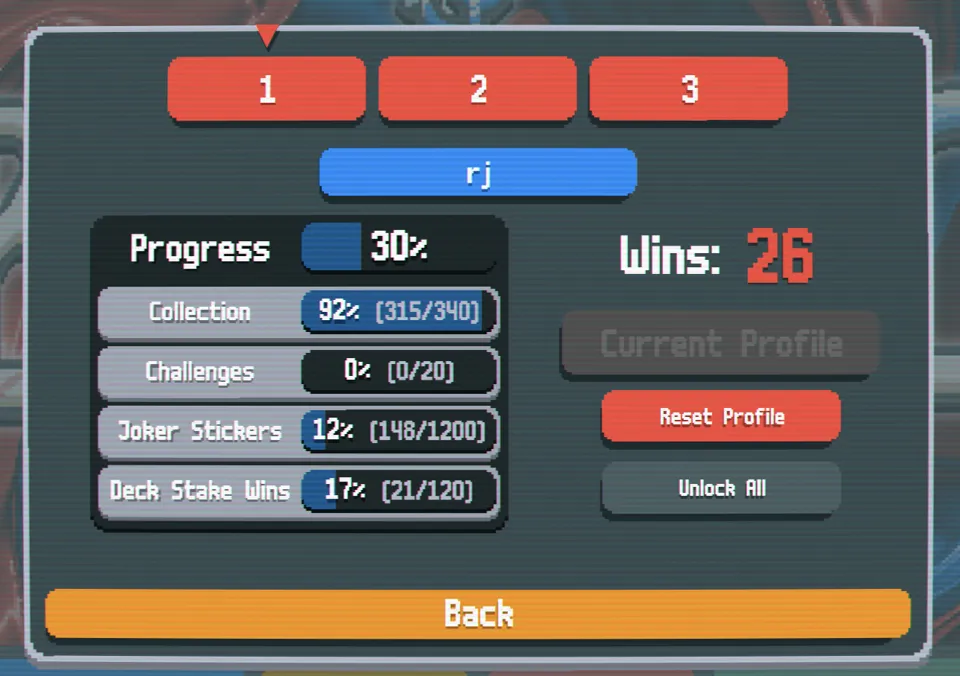 1 2 3
rj
Progress 30%
Collection 92% [315/340]
Challenges 0% [0/20]
Joker Stickers 12% [148/1200]
Deck Stake Wins 17% [21/120]
Wins: 26
Current Profile
Reset Profile
Unlock All
Back